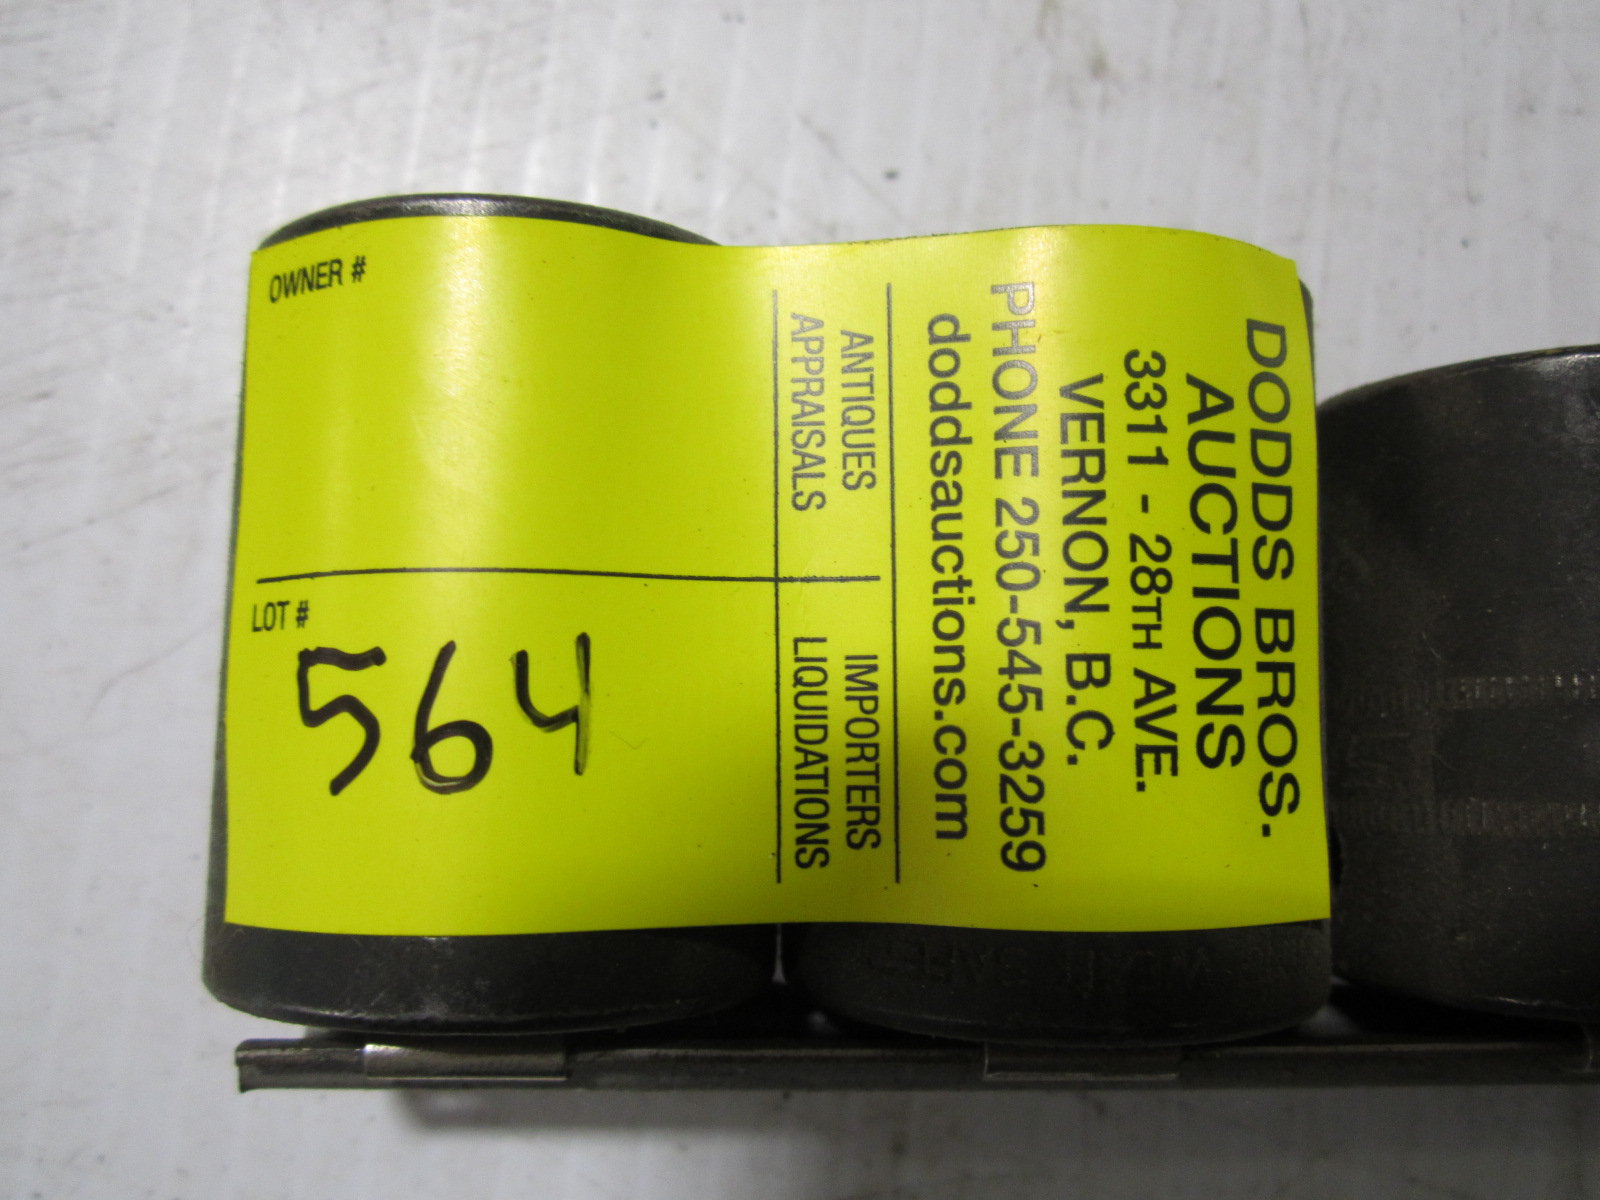 DODDS BROS.
AUCTIONS
3311 - 28TH AVE.
VERNON, B.C.
PHONE 250-545-3259
doddsauctions.com
ANTIQUES
APPRAISALS
IMPORTERS
LIQUIDATIONS
OWNER #
LOT #
564